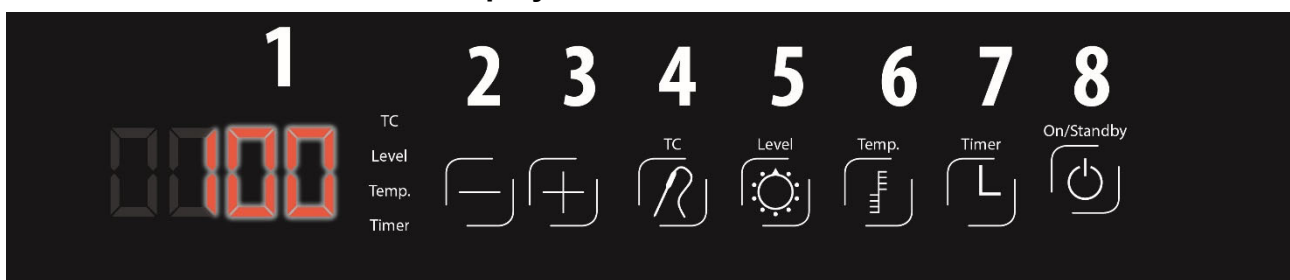 1 2 3 4 5 6 7 8
100
TC
Level
Temp.
Timer
TC Level Temp. Timer On/Standby